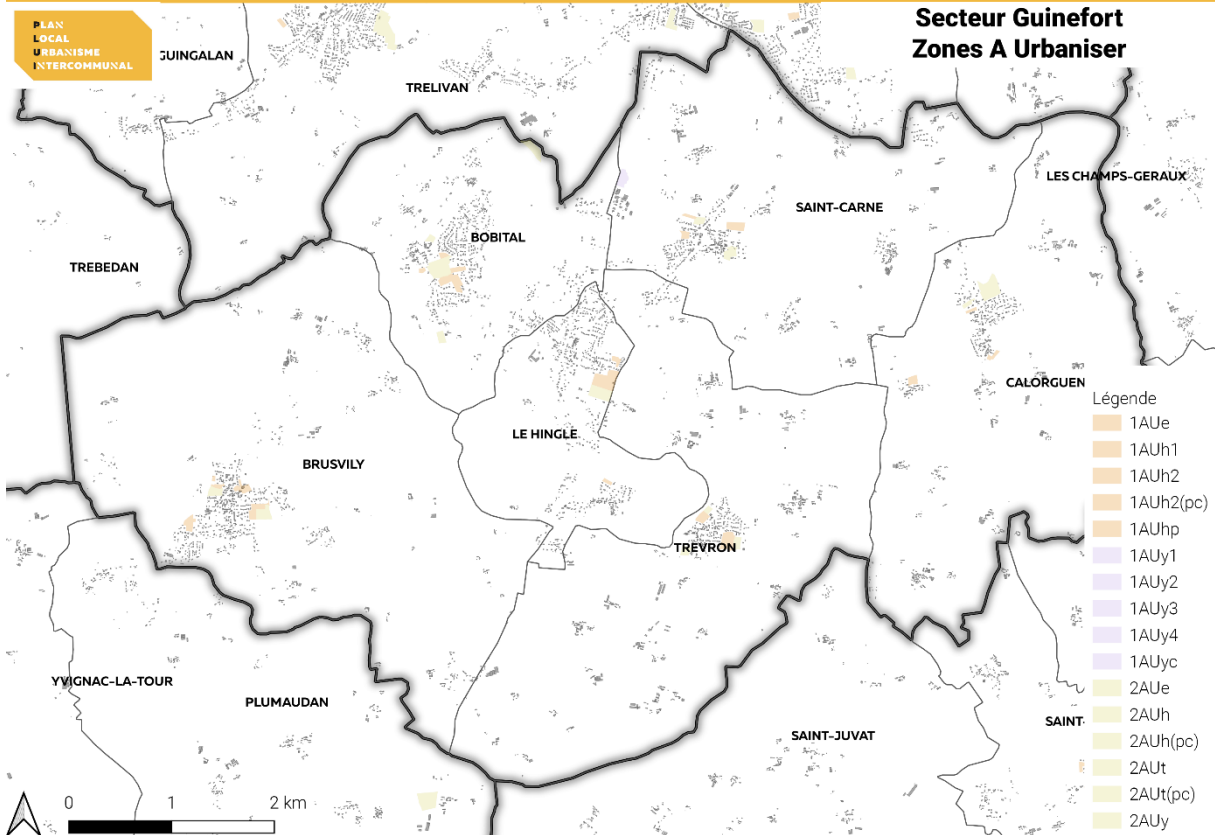 PLAN
LOCAL
URBANISME
INTERCOMMUNAL
Secteur Guinefort
Zones A Urbaniser
GUINGALAN
TRELIVAN
LES CHAMPS-GERAUX
SAINT-CARNE
BOBITAL
TREBEDAN
CALORGUEN
LE HINGLE
BRUSVILY
TREVRON
YVIGNAC-LA-TOUR
PLUMAUDAN
SAINT-JUVAT
SAINT-
Légende
1AUe
1AUh1
1AUh2
1AUh2(pc)
1AUhp
1AUy1
1AUy2
1AUy3
1AUy4
1AUyc
2AUe
2AUh
2AUh(pc)
2AUt
2AUt(pc)
2AUy
0 1 2 km